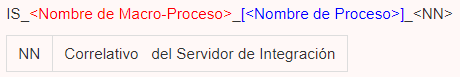 IS_<Nombre de Macro-Proceso>_[<Nombre de Proceso>]_<NN>
NN Correlativo del Servidor de Integración